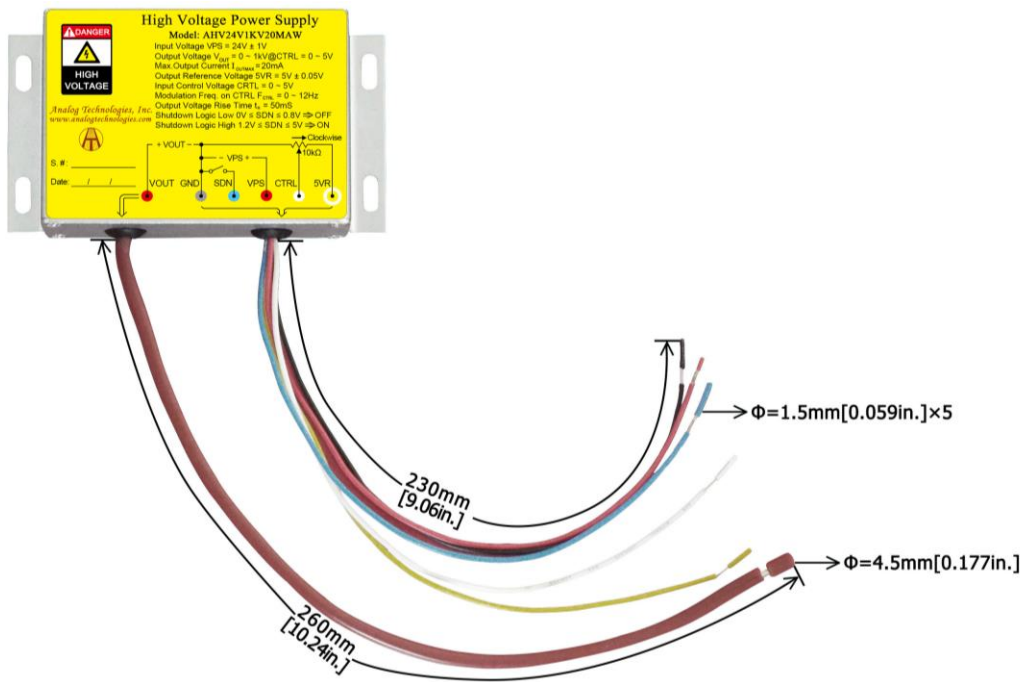 High Voltage Power Supply
Model: AHV24V1KV20MAW
DANGER
HIGH
VOLTAGE
Input Voltage VPS = 24V ± 1V
Output Voltage VOUT = 0 ~ 1kV@CTRL = 0 ~ 5V
Max.Output Current IOUTMAX = 20mA
Output Reference Voltage 5VR = 5V ± 0.05V
Input Control Voltage CRTL = 0 ~ 5V
Modulation Freq. on CTRL FCTRL = 0 ~ 12Hz
Output Voltage Rise Time tR = 50mS
Shutdown Logic Low 0V ≤ SDN ≤ 0.8V ⇒ OFF
Shutdown Logic High 1.2V ≤ SDN ≤ 5V ⇒ ON
Analog Technologies, Inc.
www.analogtechnologies.com
AT
S. #:
Date: / /
Clockwise
+ VOUT -
10kΩ
- VPS +
VOUT GND SDN VPS CTRL 5VR
Φ=1.5mm[0.059in.]×5
230mm
[9.06in.]
Φ=4.5mm[0.177in.]
260mm
[10.24in.]